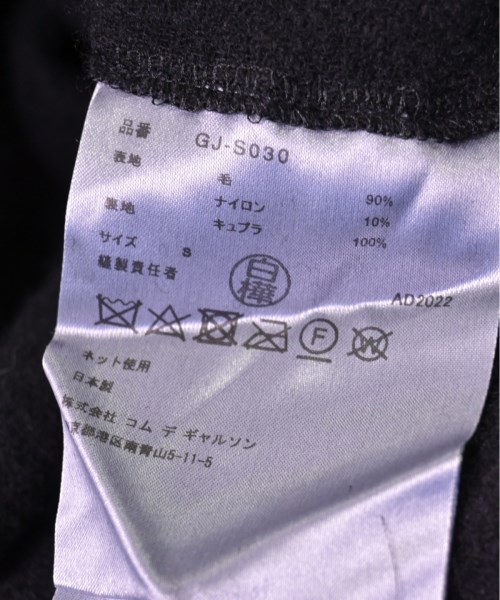 品番 GJ-S030
表地 毛 90%
ナイロン 10%
裏地 キュプラ 100%
サイズ S
縫製責任者
白樺
AD2022
F W
ネット使用
日本製
株式会社 コム デ ギャルソン
京都港区南青山5-11-5